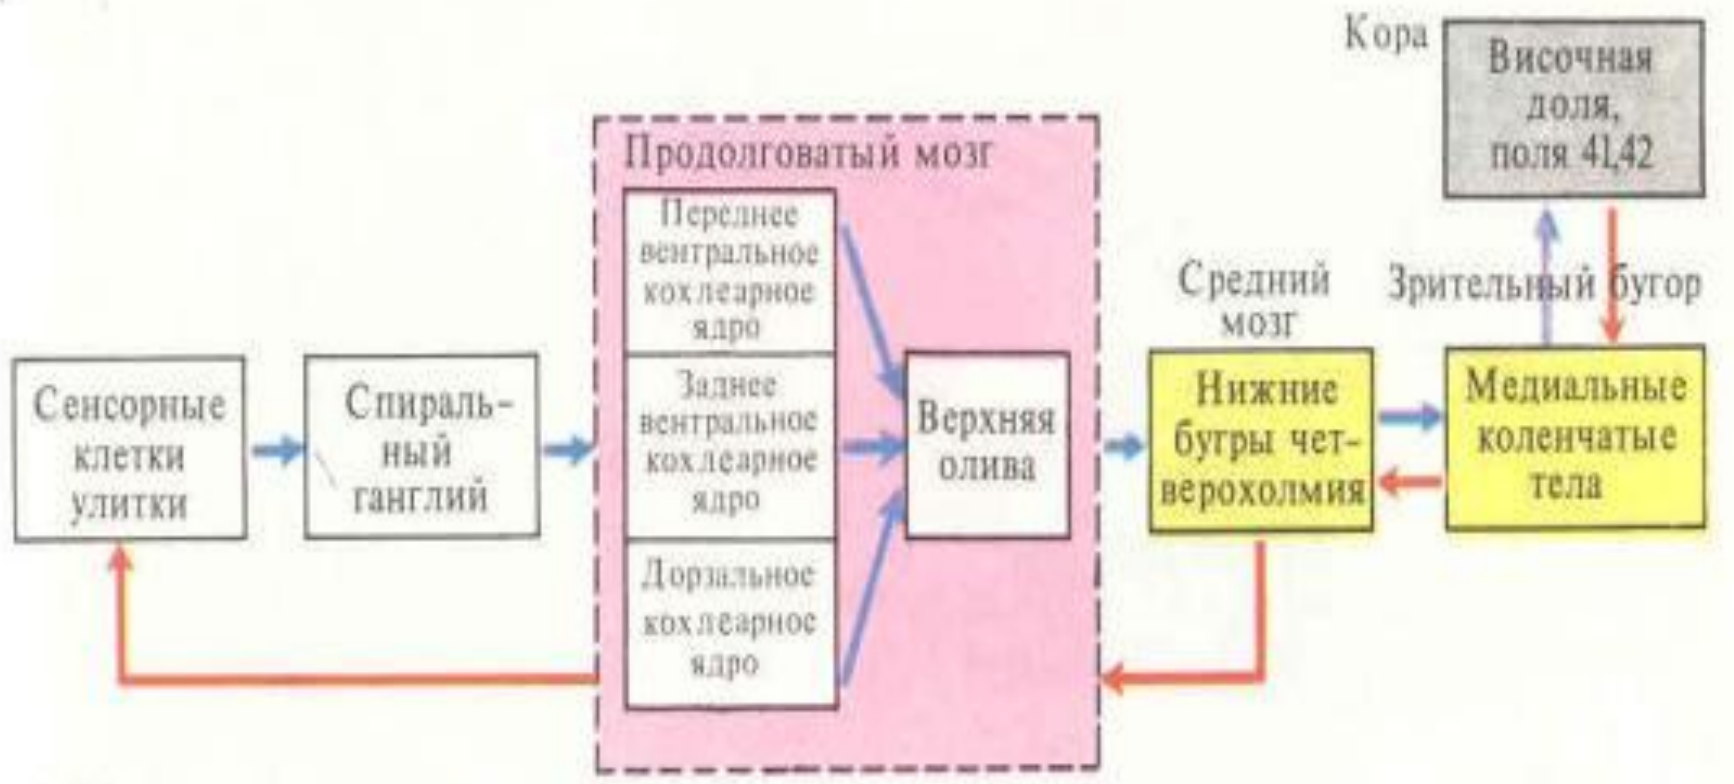 Кора
Височная
доля,
поля 41,42
Продолговатый мозг
Переднее
вентральное
кохлеарное
ядро
Заднее
вентральное
кохлеарное
ядро
Дорзальное
кохлеарное
ядро
Верхняя
олива
Сенсорные
клетки
улитки
Спираль-
ный
ганглий
Средний
мозг
Нижние
бугры чет-
верохолмия
Зрительный бугор
Медиальные
коленчатые
тела